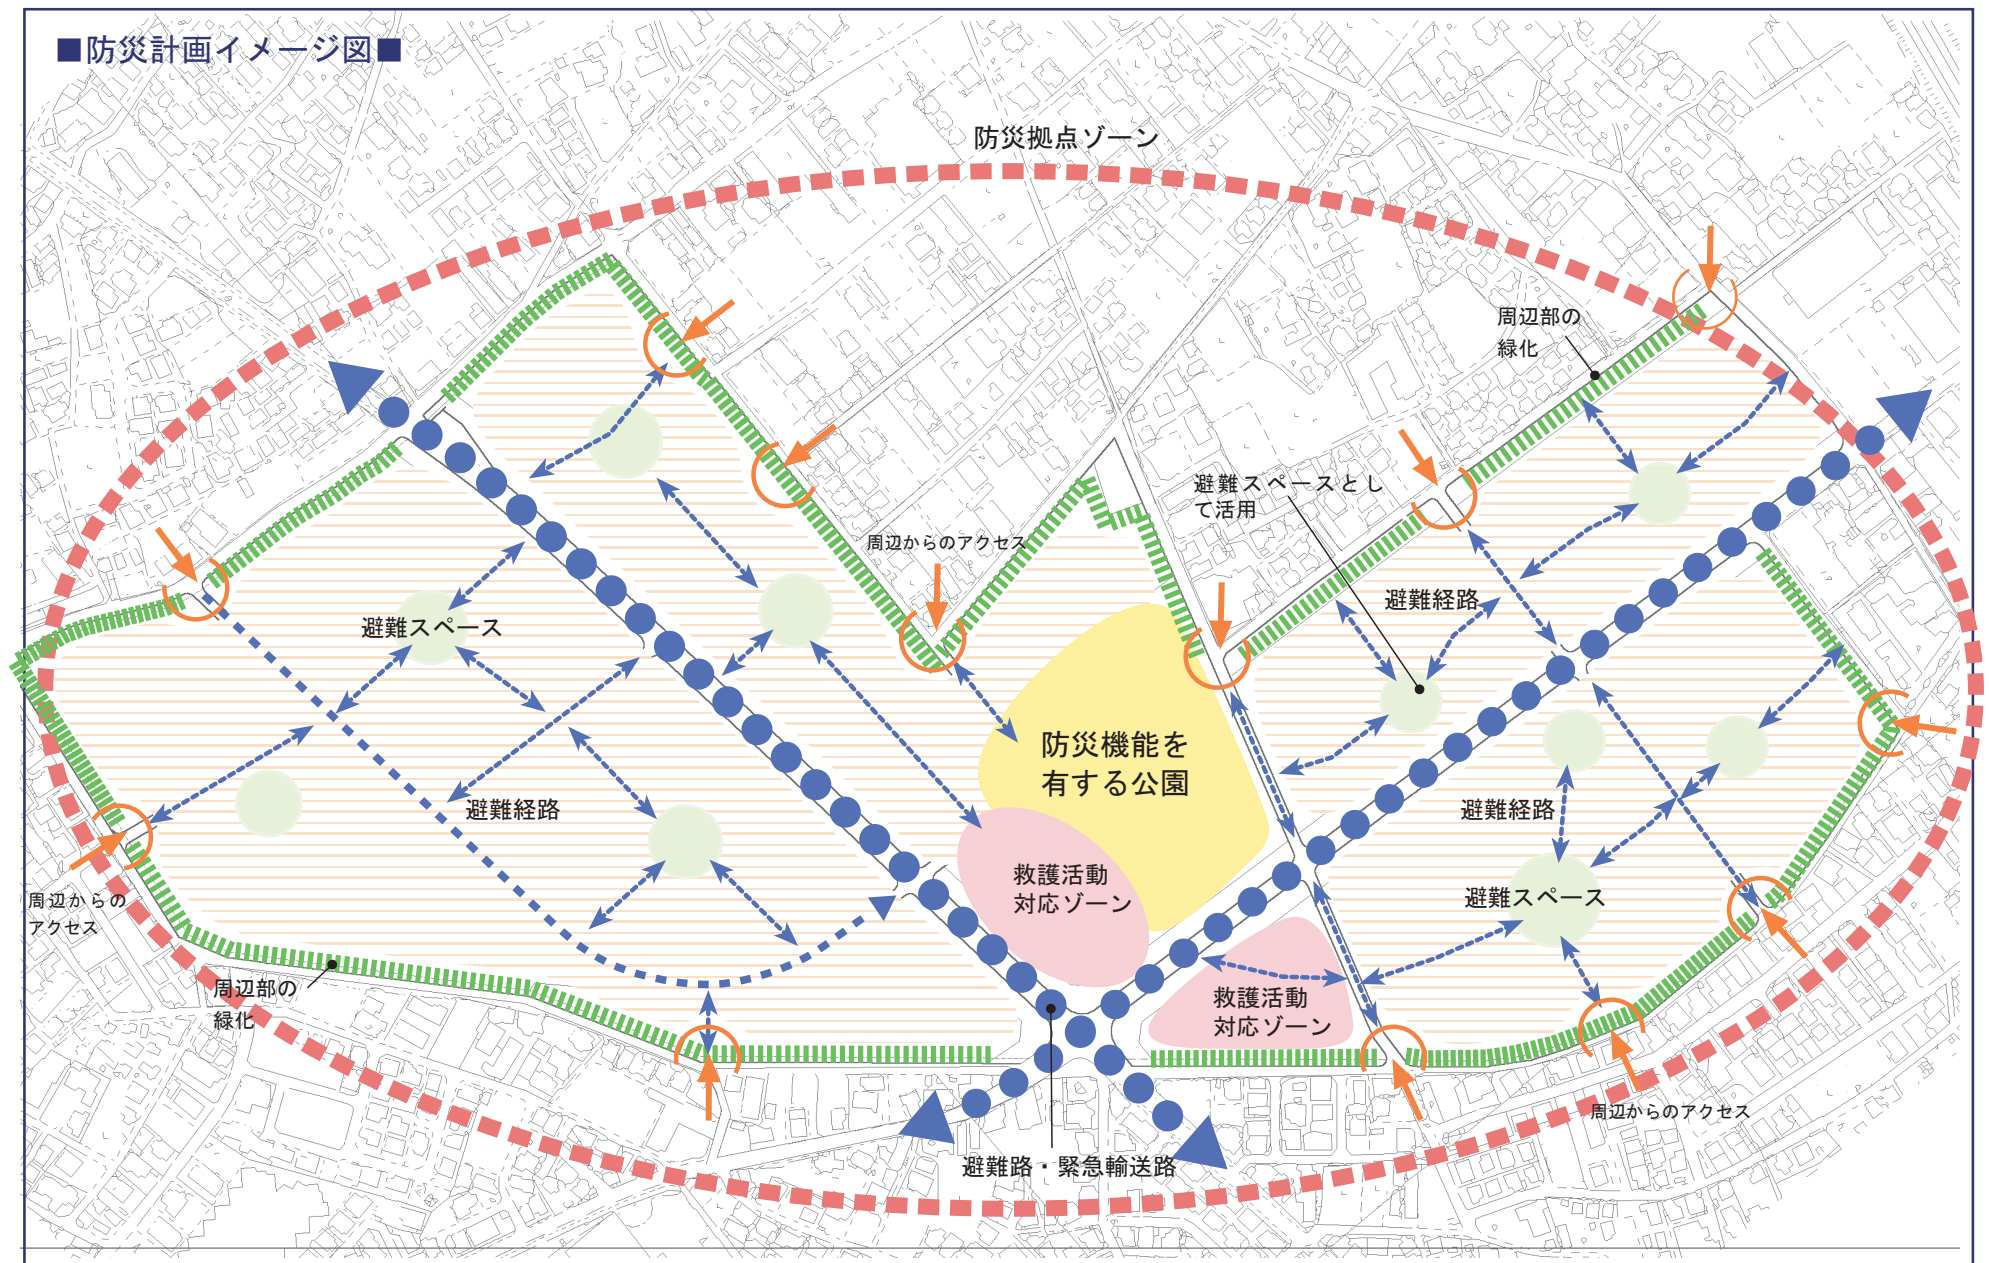 ■防災計画イメージ図■
防災拠点ゾーン
周辺部の
緑化
避難スペースとし
て活用
周辺からのアクセス
避難経路
避難スペース
防災機能を
有する公園
避難経路
避難経路
救護活動
対応ゾーン
避難スペース
周辺からの
アクセス
周辺部の
緑化
救護活動
対応ゾーン
周辺からのアクセス
避難路・緊急輸送路